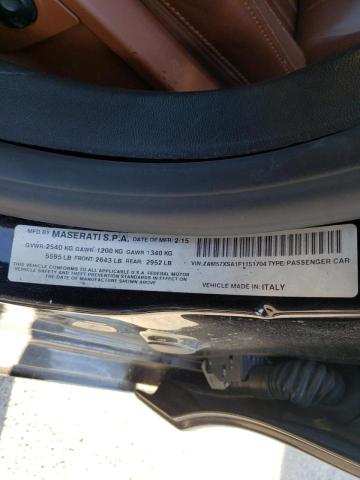 MFD BY MASERATI S.P.A. DATE OF MFR: 2/15
GVWR: 2540 KG GAWR: 1200 KG GAWR: 1340 KG
5595 LB FRONT: 2643 LB REAR: 2952 LB
THIS VEHICLE CONFORMS TO ALL APPLICABLE U.S. FEDERAL MOTOR
VEHICLE SAFETY AND THEFT PREVENTION STANDARDS IN EFFECT ON
THE DATE OF MANUFACTURE SHOWN ABOVE.
VIN: ZAM57XSA1F1151704 TYPE: PASSENGER CAR
VEHICLE MADE IN: ITALY